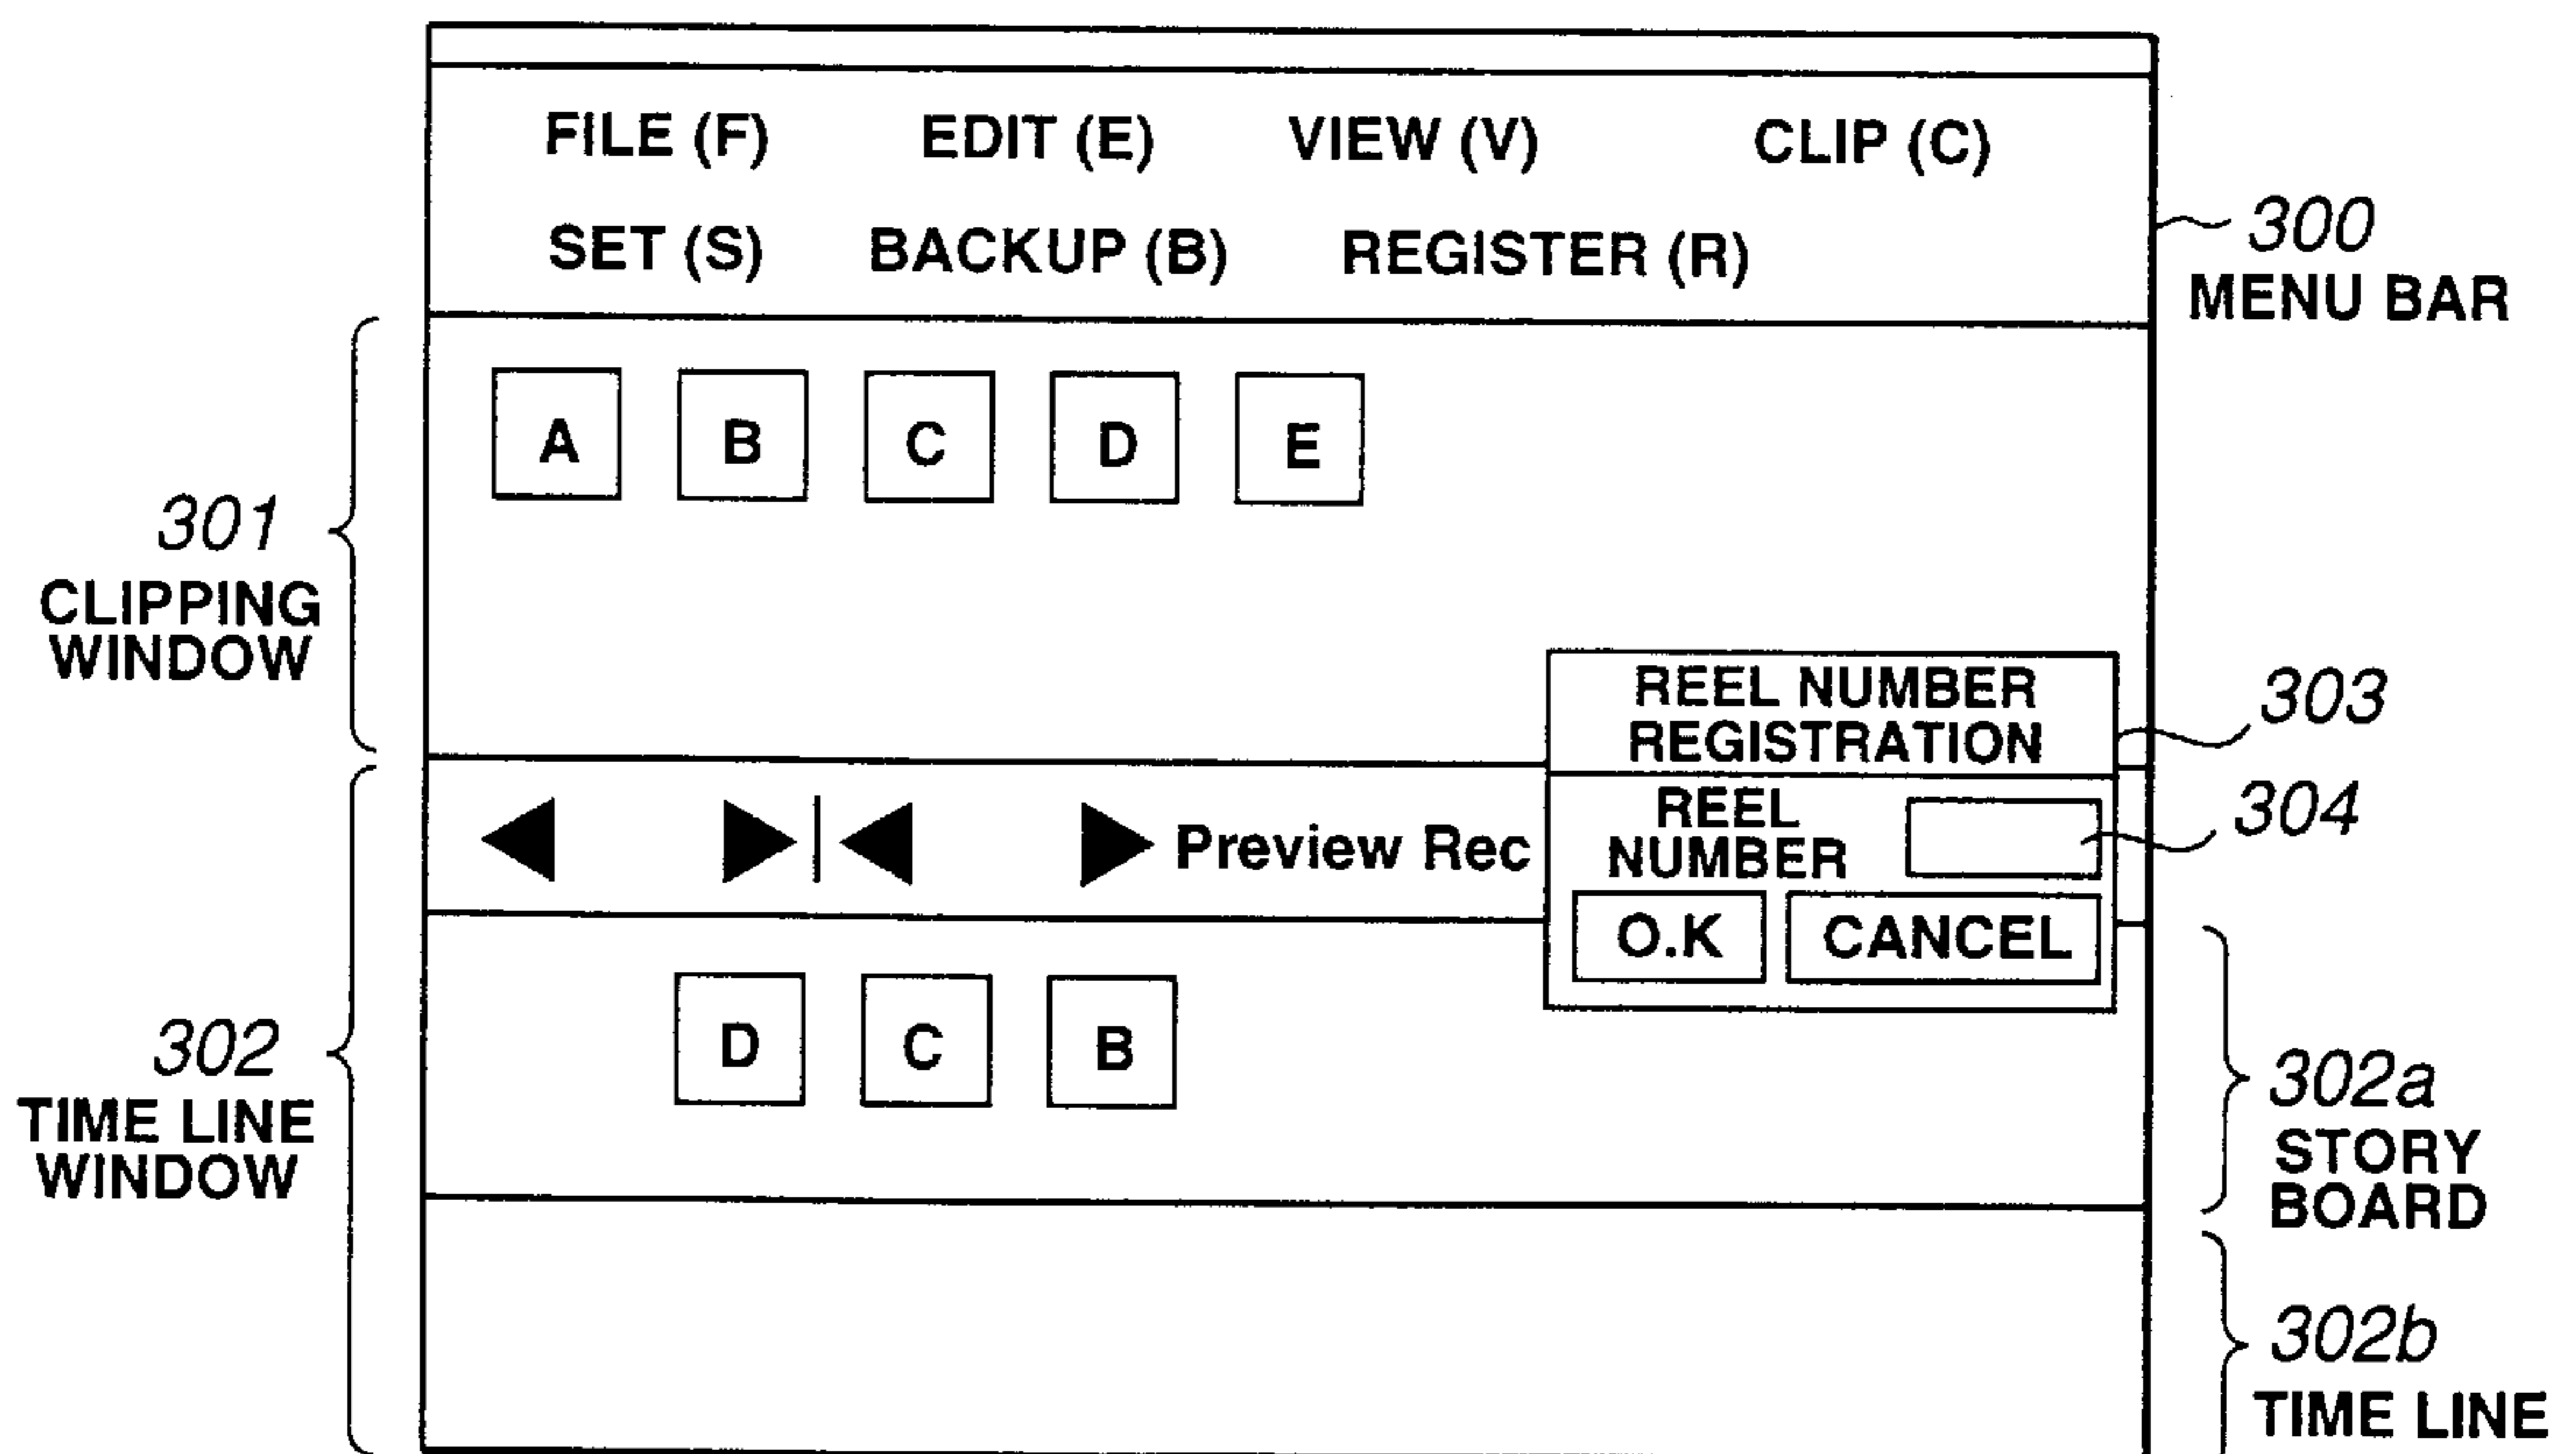 FILE (F) EDIT (E) VIEW (V) CLIP (C)
SET (S) BACKUP (B) REGISTER (R)
300
MENU BAR
A B C D E
301
CLIPPING
WINDOW
REEL NUMBER
REGISTRATION
303
REEL
NUMBER
304
O.K CANCEL
Preview Rec
D C B
302
TIME LINE
WINDOW
302a
STORY
BOARD
302b
TIME LINE